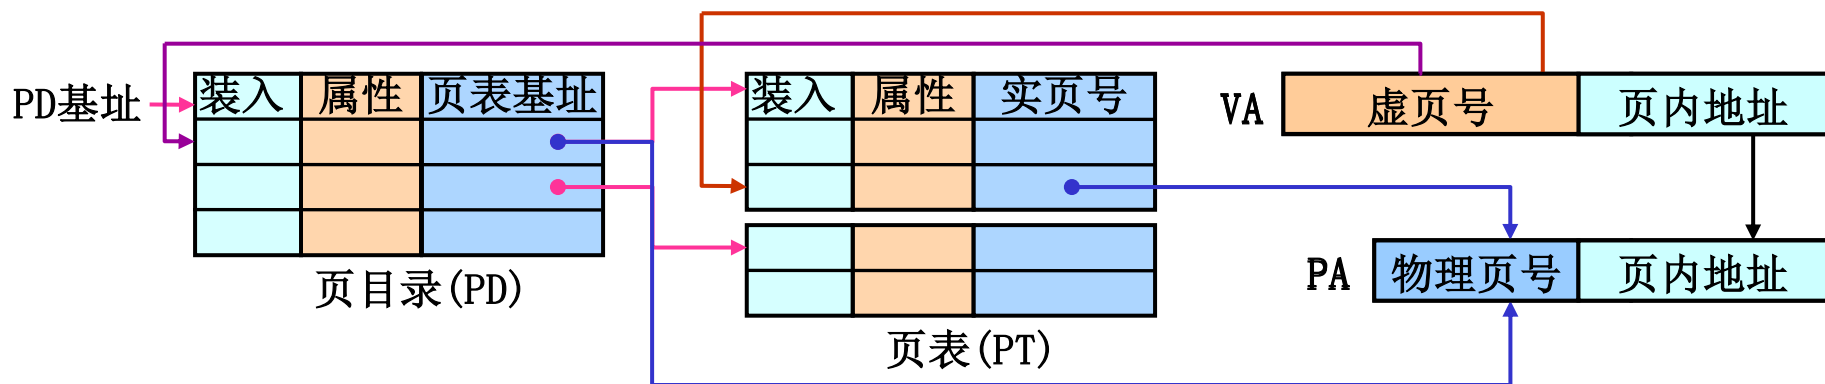 PD基址
装入 属性 页表基址
页目录(PD)
装入 属性 实页号
页表(PT)
VA 虚页号 页内地址
PA 物理页号 页内地址